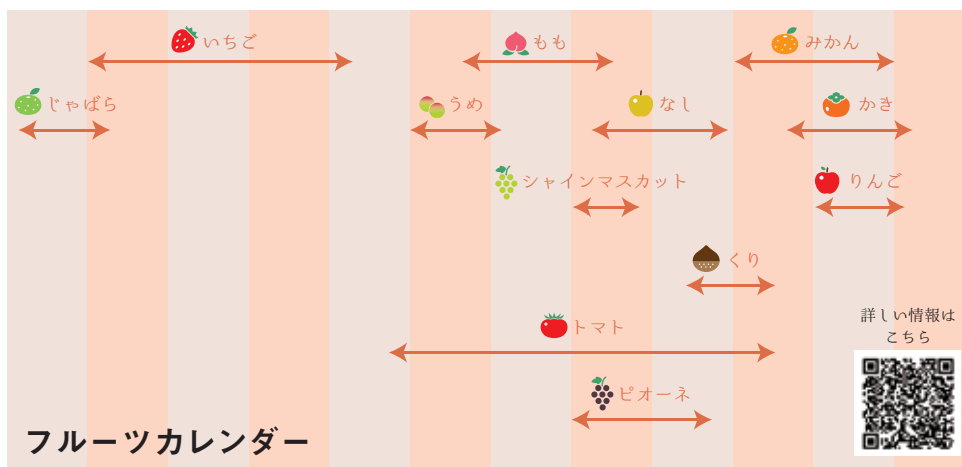 いちご
もも
みかん
じゃばら
うめ
なし
かき
シャインマスカット
りんご
くり
トマト
ピオーネ
詳しい情報は
こちら
フルーツカレンダー